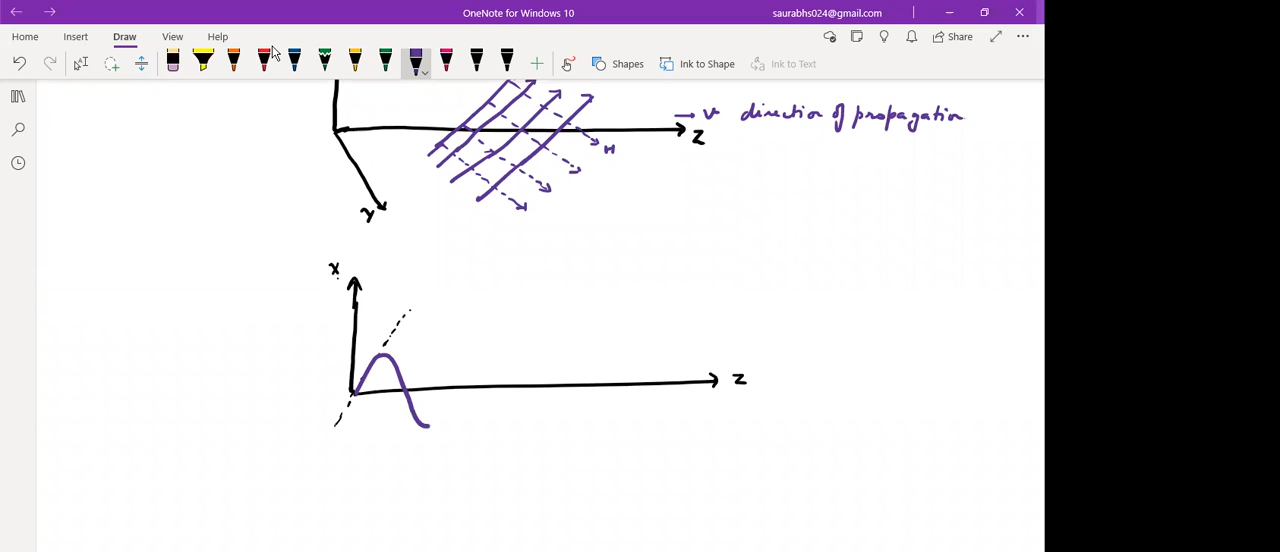 OneNote for Windows 10
saurabhs024@gmail.com
Home Insert Draw View Help
Share
Shapes
Ink to Shape
Ink to Text
→ v direction of propagation
z
H
y
x
z